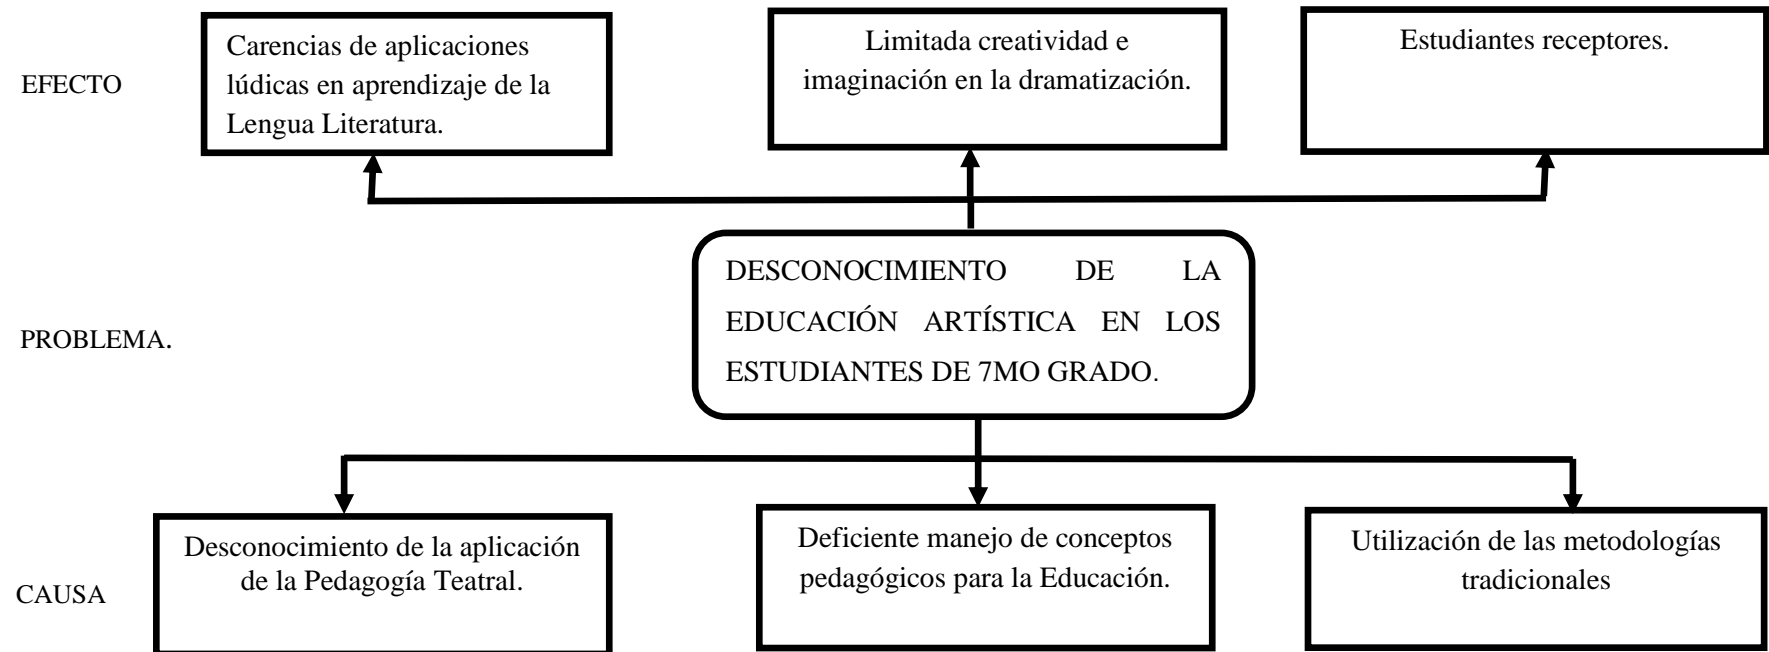 EFECTO
Carencias de aplicaciones
lúdicas en aprendizaje de la
Lengua Literatura.
Limitada creatividad e
imaginación en la dramatización.
Estudiantes receptores.
PROBLEMA.
DESCONOCIMIENTO DE LA
EDUCACIÓN ARTÍSTICA EN LOS
ESTUDIANTES DE 7MO GRADO.
CAUSA
Desconocimiento de la aplicación
de la Pedagogía Teatral.
Deficiente manejo de conceptos
pedagógicos para la Educación.
Utilización de las metodologías
tradicionales